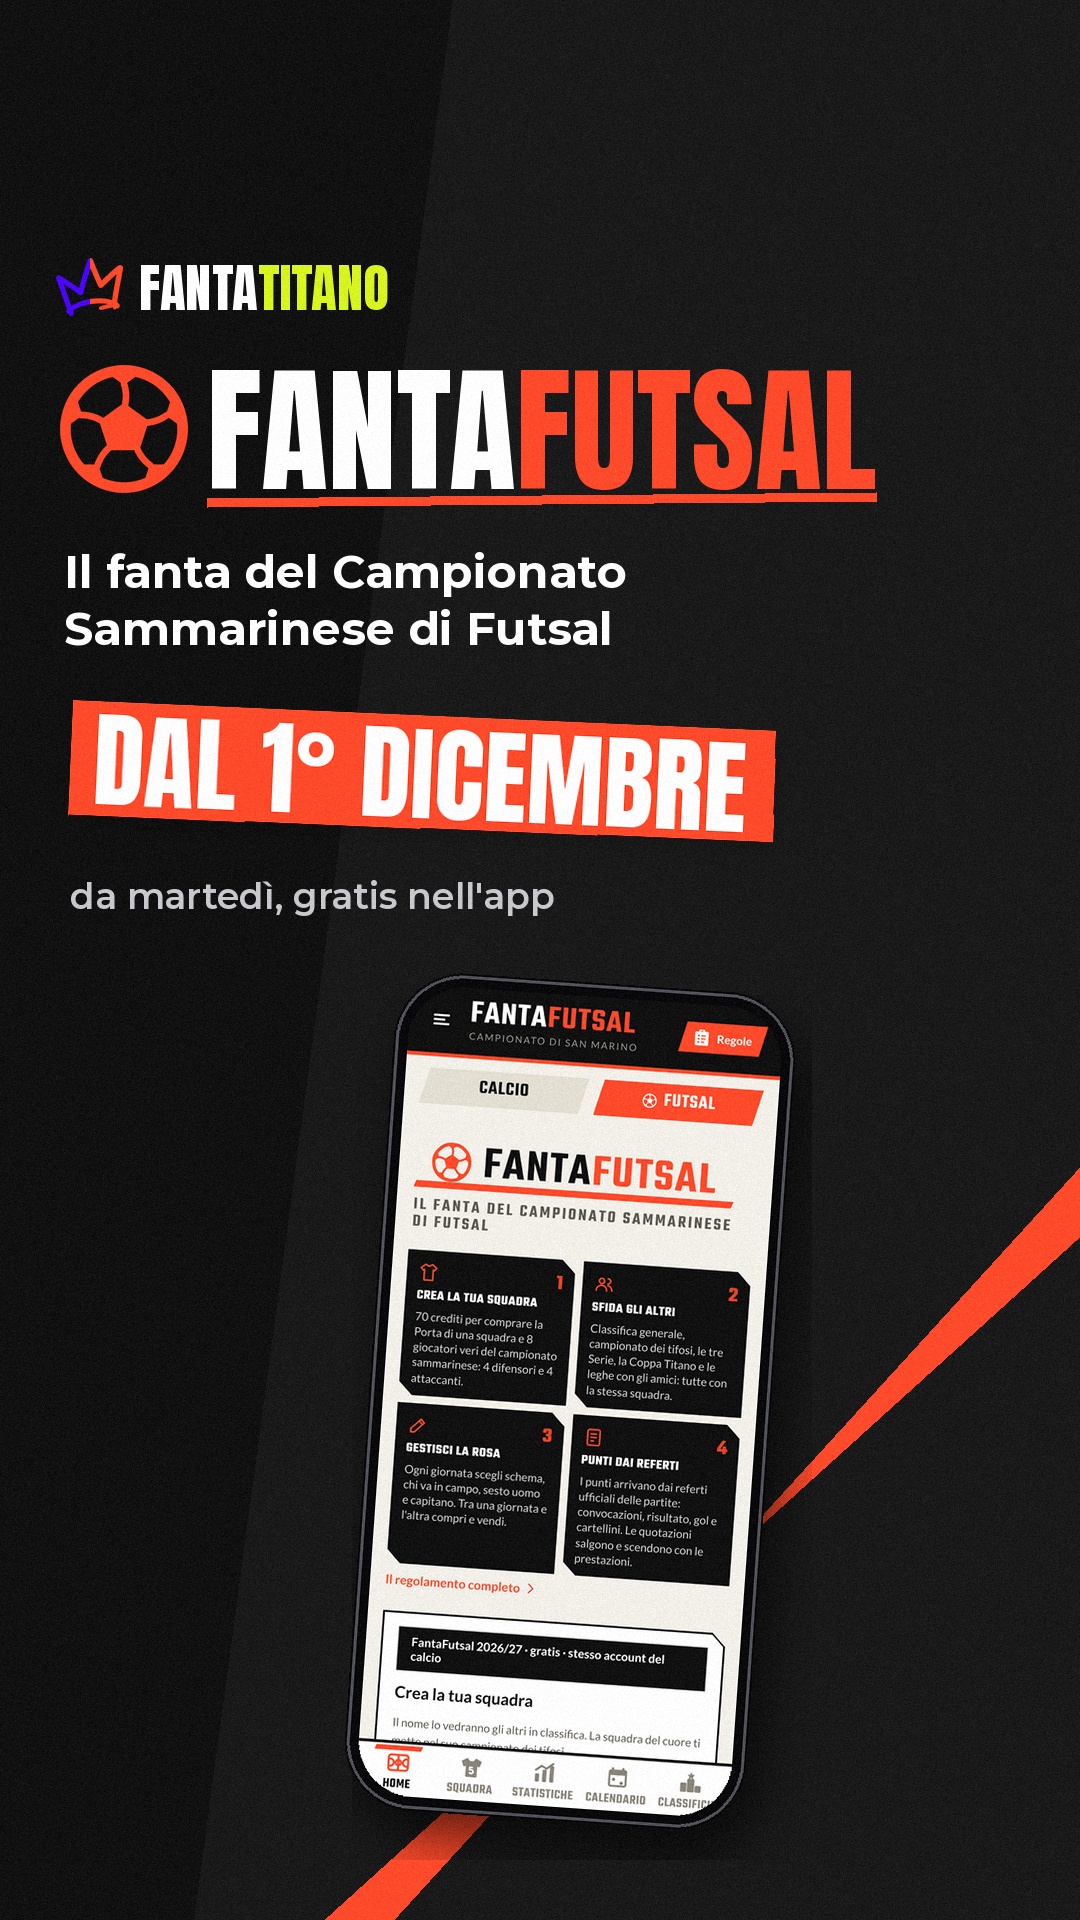 FANTATITANO
FANTAFUTSAL
Il fanta del Campionato
Sammarinese di Futsal
DAL 1° DICEMBRE
da martedì, gratis nell'app
FANTAFUTSAL
CAMPIONATO DI SAN MARINO
Regole
CALCIO
FUTSAL
FANTAFUTSAL
IL FANTA DEL CAMPIONATO SAMMARINESE
DI FUTSAL
1
CREA LA TUA SQUADRA
70 crediti per comprare la
Porta di una squadra e 8
giocatori veri del campionato
sammarinese: 4 difensori e 4
attaccanti.
2
SFIDA GLI ALTRI
Classifica generale,
campionato dei tifosi, le tre
Serie, la Coppa Titano e le
leghe con gli amici: tutte con
la stessa squadra.
3
GESTISCI LA ROSA
Ogni giornata scegli schema,
chi va in campo, sesto uomo
e capitano. Tra una giornata e
l'altra compri e vendi.
4
PUNTI DAI REFERTI
I punti arrivano dai referti
ufficiali delle partite:
convocazioni, risultato, gol e
cartellini. Le quotazioni
salgono e scendono con le
prestazioni.
Il regolamento completo
FantaFutsal 2026/27 · gratis · stesso account del
calcio
Crea la tua squadra
Il nome lo vedranno gli altri in classifica. La squadra del cuore ti
HOME
5
SQUADRA
STATISTICHE
CALENDARIO